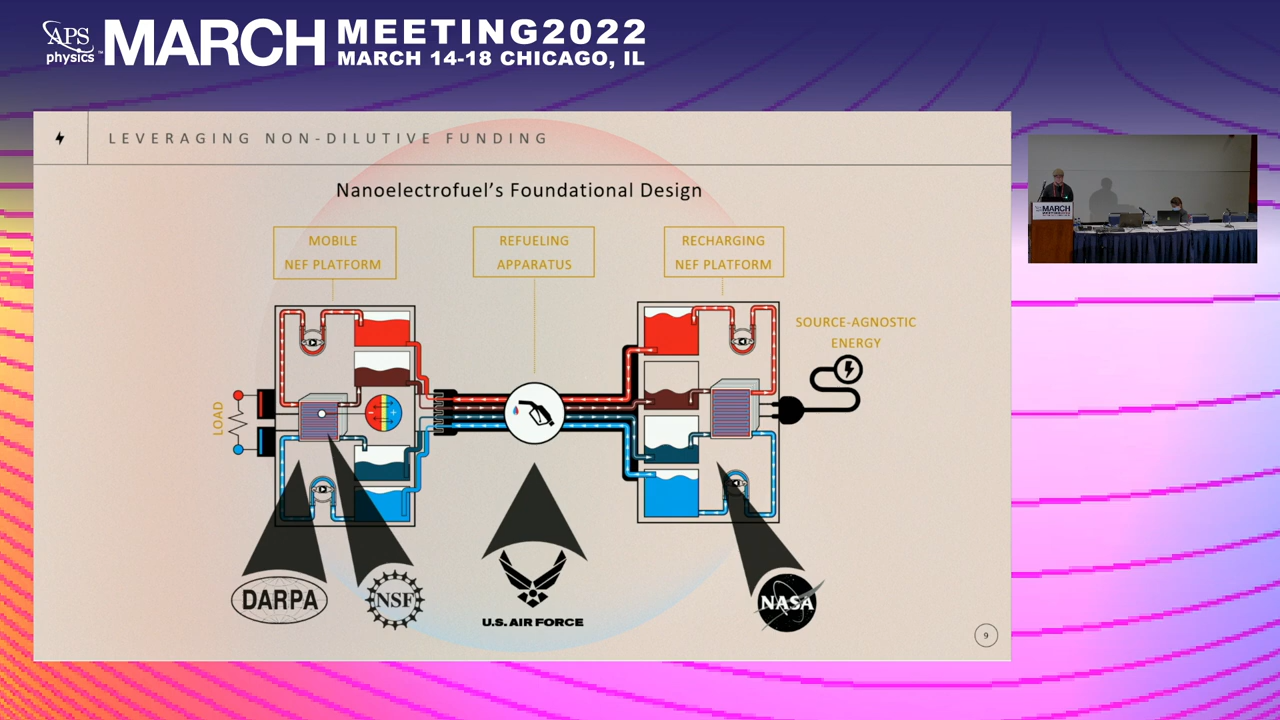 APS
physics
MARCH
MEETING2022
MARCH 14-18 CHICAGO, IL
LEVERAGING NON-DILUTIVE FUNDING
Nanoelectrofuel's Foundational Design
MOBILE
NEF PLATFORM
REFUELING
APPARATUS
RECHARGING
NEF PLATFORM
SOURCE-AGNOSTIC
ENERGY
LOAD
DARPA
NSF
U.S. AIR FORCE
NASA
9
MARCH